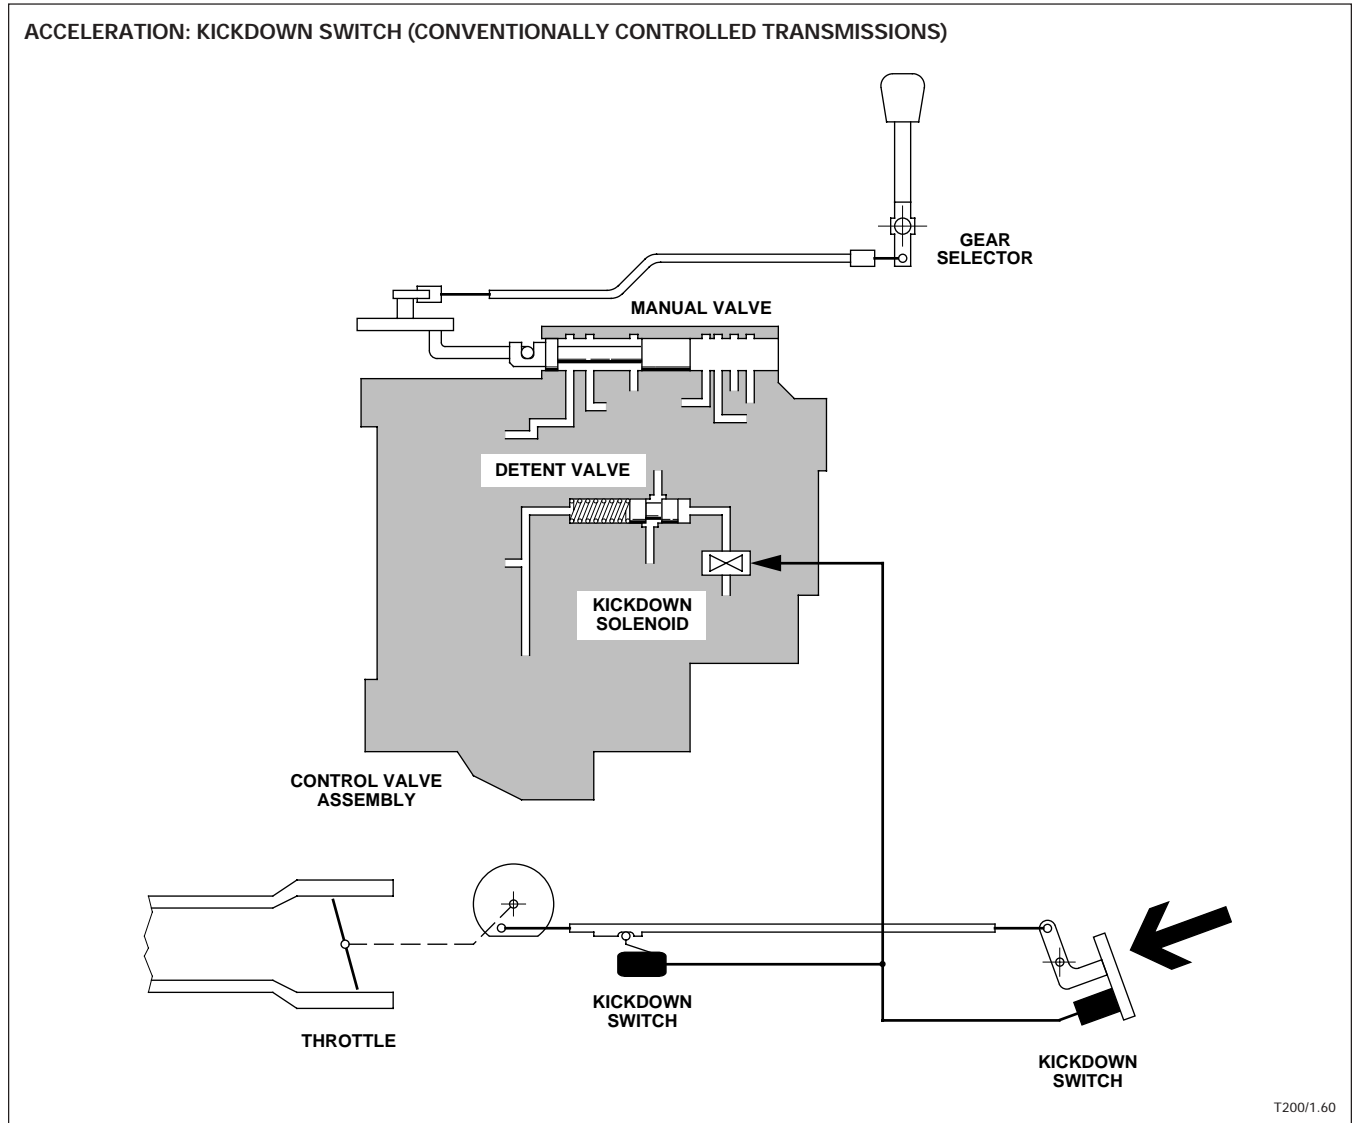 ACCELERATION: KICKDOWN SWITCH (CONVENTIONALLY CONTROLLED TRANSMISSIONS)
GEAR
SELECTOR
MANUAL VALVE
DETENT VALVE
KICKDOWN
SOLENOID
CONTROL VALVE
ASSEMBLY
KICKDOWN
SWITCH
THROTTLE
KICKDOWN
SWITCH
T200/1.60